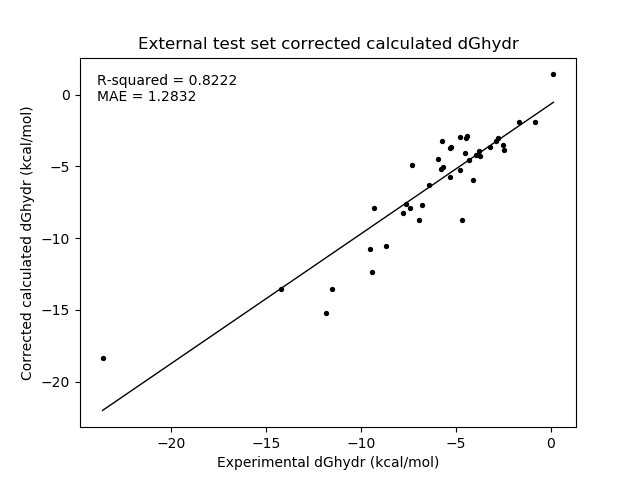 External test set corrected calculated dGhydr
R-squared = 0.8222
MAE = 1.2832
0
−5
−10
−15
−20
Corrected calculated dGhydr (kcal/mol)
−20
−15
−10
−5
0
Experimental dGhydr (kcal/mol)